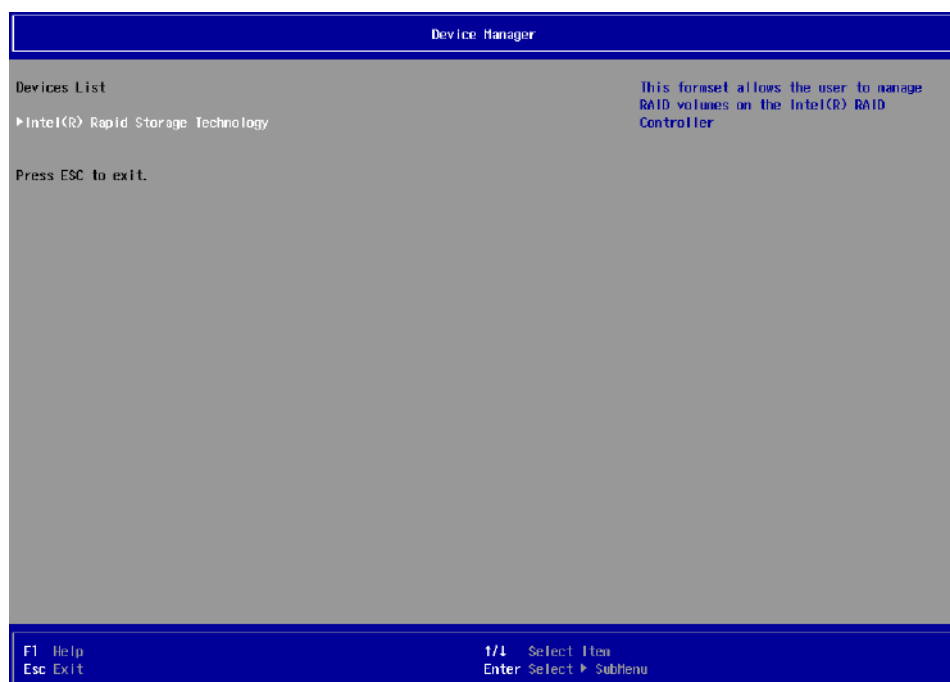 Device Manager
Devices List
▶Intel(R) Rapid Storage Technology
Press ESC to exit.
This formset allows the user to manage
RAID volumes on the Intel(R) RAID
Controller
F1 Help
Esc Exit
↑/↓ Select Item
Enter Select ▶ SubMenu